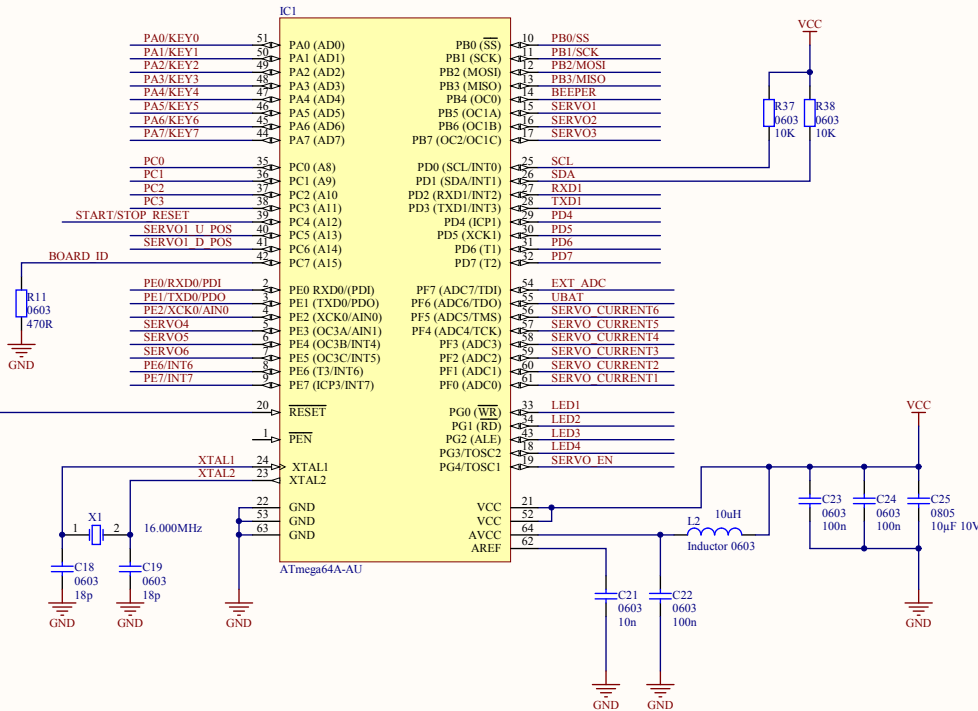 IC1
PA0/KEY0 51 PA0 (AD0) PB0 (SS) 10 PB0/SS
PA1/KEY1 50 PA1 (AD1) PB1 (SCK) 11 PB1/SCK
PA2/KEY2 49 PA2 (AD2) PB2 (MOSI) 12 PB2/MOSI
PA3/KEY3 48 PA3 (AD3) PB3 (MISO) 13 PB3/MISO
PA4/KEY4 47 PA4 (AD4) PB4 (OC0) 14 BEEPER
PA5/KEY5 46 PA5 (AD5) PB5 (OC1A) 15 SERVO1
PA6/KEY6 45 PA6 (AD6) PB6 (OC1B) 16 SERVO2
PA7/KEY7 44 PA7 (AD7) PB7 (OC2/OC1C) 17 SERVO3
VCC
R37 R38
0603 0603
10K 10K
PC0 35 PC0 (A8) PD0 (SCL/INT0) 25 SCL
PC1 36 PC1 (A9) PD1 (SDA/INT1) 26 SDA
PC2 37 PC2 (A10 PD2 (RXD1/INT2) 27 RXD1
PC3 38 PC3 (A11) PD3 (TXD1/INT3) 28 TXD1
START/STOP_RESET 39 PC4 (A12) PD4 (ICP1) 29 PD4
SERVO1_U_POS 40 PC5 (A13) PD5 (XCK1) 30 PD5
SERVO1_D_POS 41 PC6 (A14) PD6 (T1) 31 PD6
BOARD_ID 42 PC7 (A15) PD7 (T2) 32 PD7
R11
0603
470R
GND
PE0/RXD0/PDI 2 PE0 RXD0/(PDI) PF7 (ADC7/TDI) 54 EXT_ADC
PE1/TXD0/PDO 3 PE1 (TXD0/PDO) PF6 (ADC6/TDO) 55 UBAT
PE2/XCK0/AIN0 4 PE2 (XCK0/AIN0) PF5 (ADC5/TMS) 56 SERVO_CURRENT6
SERVO4 5 PE3 (OC3A/AIN1) PF4 (ADC4/TCK) 57 SERVO_CURRENT5
SERVO5 6 PE4 (OC3B/INT4) PF3 (ADC3) 58 SERVO_CURRENT4
SERVO6 7 PE5 (OC3C/INT5) PF2 (ADC2) 59 SERVO_CURRENT3
PE6/INT6 8 PE6 (T3/INT6) PF1 (ADC1) 60 SERVO_CURRENT2
PE7/INT7 9 PE7 (ICP3/INT7) PF0 (ADC0) 61 SERVO_CURRENT1
20 RESET PG0 (WR) 33 LED1
PG1 (RD) 34 LED2
1 PEN PG2 (ALE) 43 LED3
PG3/TOSC2 18 LED4
XTAL1 24 XTAL1 PG4/TOSC1 19 SERVO_EN
XTAL2 23 XTAL2
22 GND VCC 21
53 GND VCC 52
63 GND AVCC 64
AREF 62
ATmega64A-AU
1 X1 2 16.000MHz
C18
0603
18p
GND
C19
0603
18p
GND
GND
L2 10uH
Inductor 0603
C21
0603
10n
GND
C22
0603
100n
GND
VCC
C23
0603
100n
C24
0603
100n
C25
0805
10µF 10V
GND